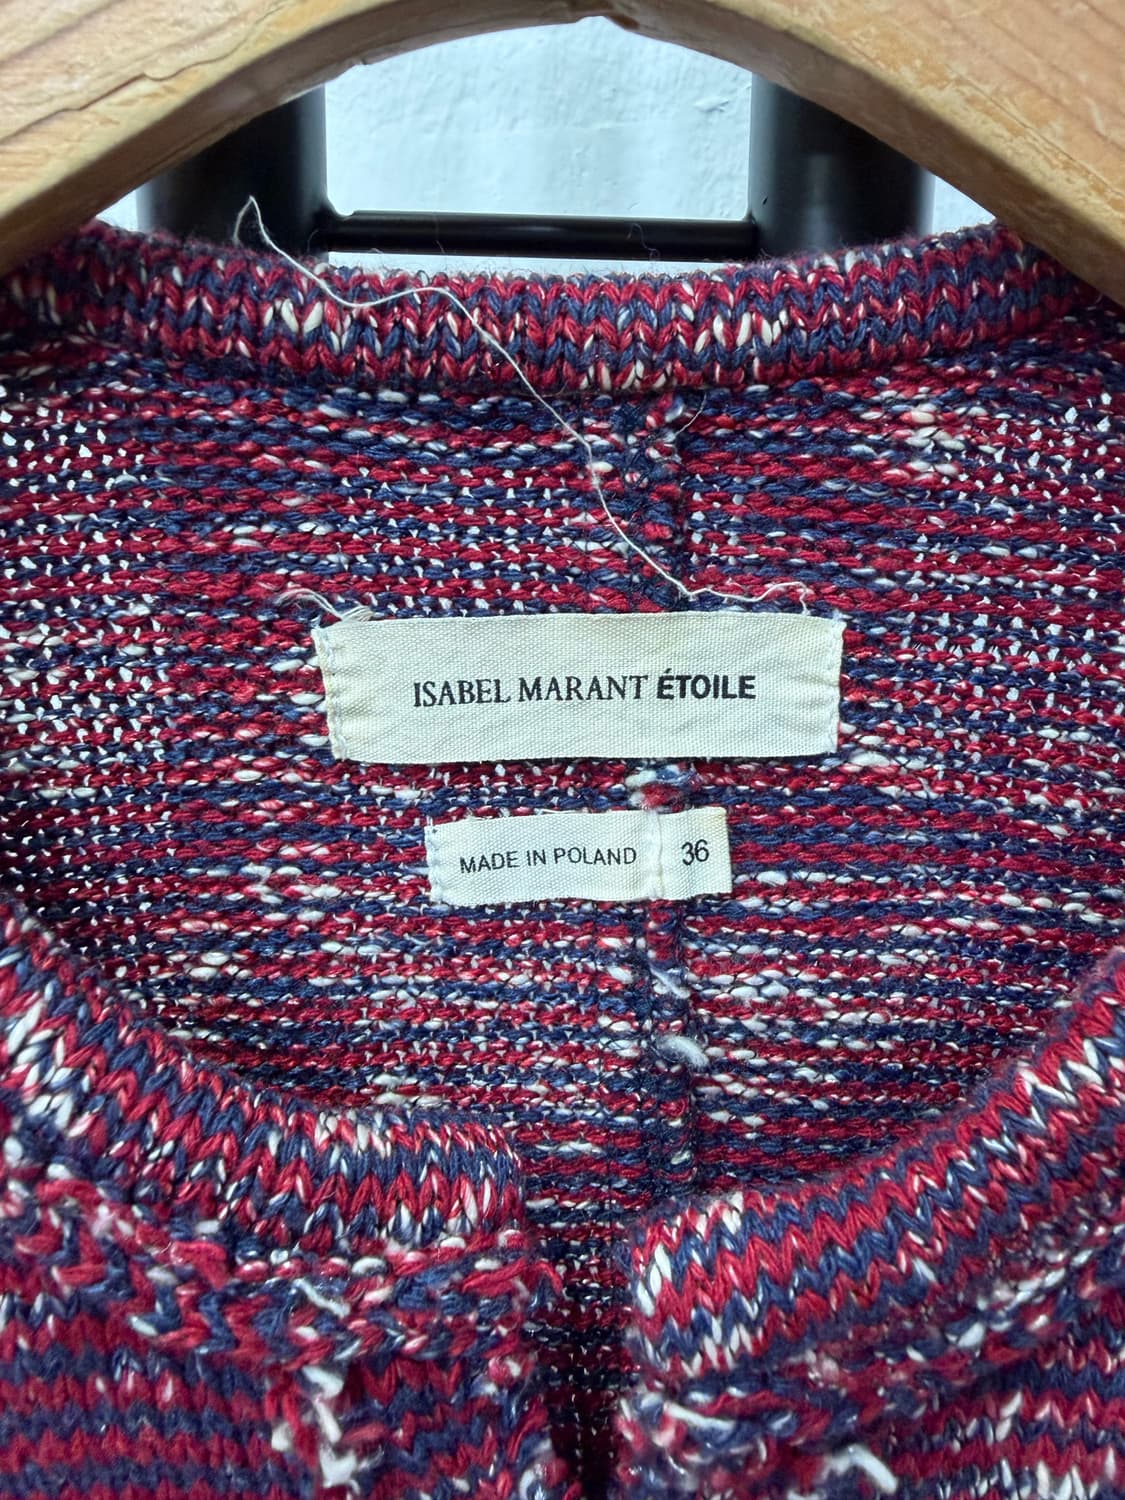 ISABEL MARANT ÉTOILE
MADE IN POLAND 36